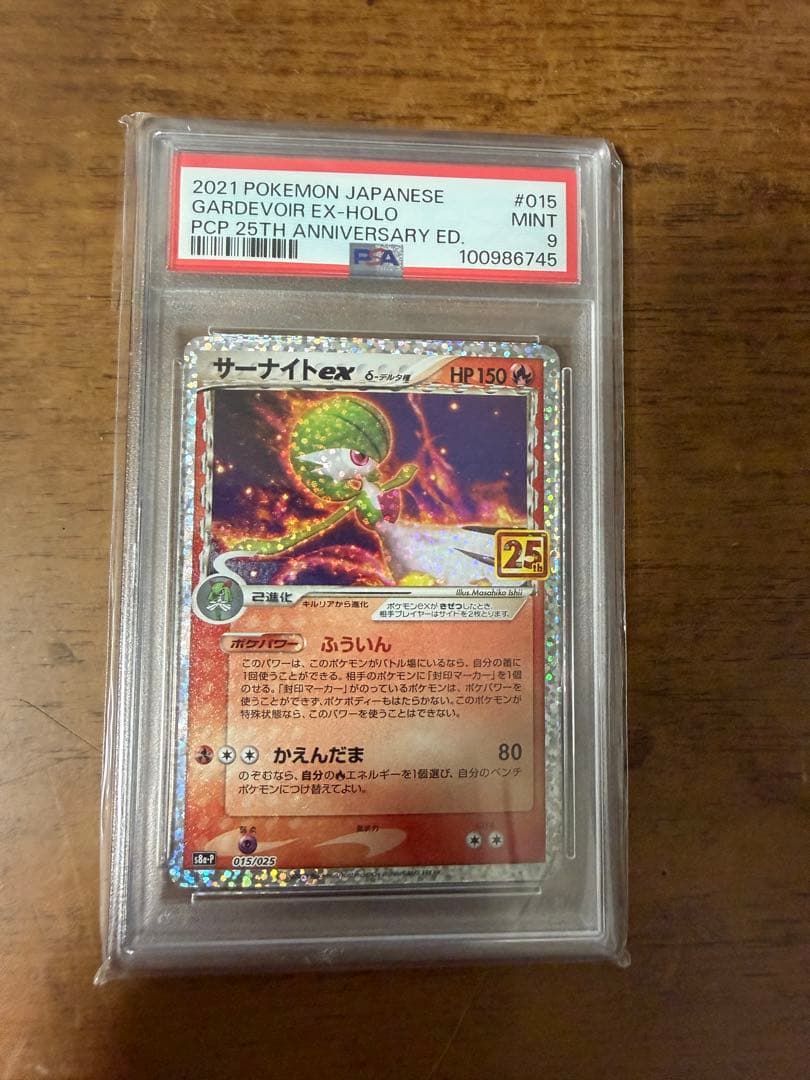 2021 POKEMON JAPANESE #015
GARDEVOIR EX-HOLO MINT
PCP 25TH ANNIVERSARY ED. 9
PSA 100986745
サーナイトex δ-デルタ種 HP150
25th
2進化 キルリアから進化
Illus. Masahiko Ishii
ポケモンexがきぜつしたとき、
相手プレイヤーはサイドを2枚とります。
ポケパワー ふういん
このパワーは、このポケモンがバトル場にいるなら、自分の番に
1回使うことができる。相手のポケモンに「封印マーカー」を1個
のせる。「封印マーカー」がのっているポケモンは、ポケパワーを
使うことができず、ポケボディーもはたらかない。このポケモンが
特殊状態なら、このパワーを使うことはできない。
かえんだま 80
のぞむなら、自分のエネルギーを1個選び、自分のベンチ
ポケモンにつけ替えてよい。
弱点 抵抗力
s8a-P 015/025